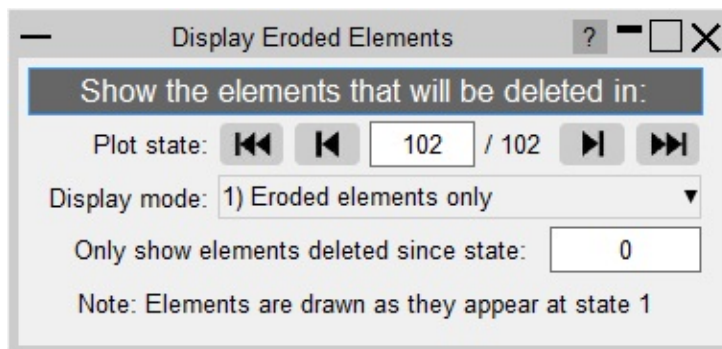 Display Eroded Elements ?
Show the elements that will be deleted in:
Plot state: 102 / 102
Display mode: 1) Eroded elements only
Only show elements deleted since state: 0
Note: Elements are drawn as they appear at state 1